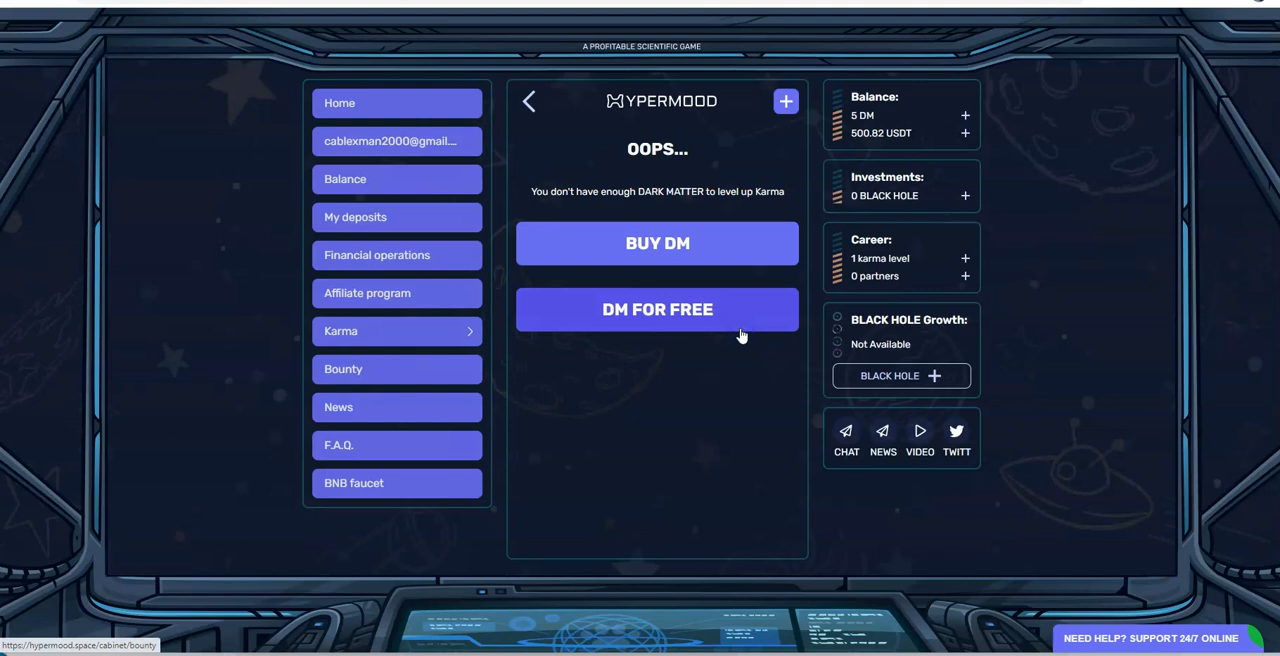 A PROFITABLE SCIENTIFIC GAME
Home
cablexman2000@gmail....
Balance
My deposits
Financial operations
Affiliate program
Karma
Bounty
News
F.A.Q.
BNB faucet
HYPERMOOD
OOPS...
You don't have enough DARK MATTER to level up Karma
BUY DM
DM FOR FREE
Balance:
5 DM
500.82 USDT
Investments:
0 BLACK HOLE
Career:
1 karma level
0 partners
BLACK HOLE Growth:
Not Available
BLACK HOLE
CHAT NEWS VIDEO TWITT
https://hypermood.space/cabinet/bounty
NEED HELP? SUPPORT 24/7 ONLINE